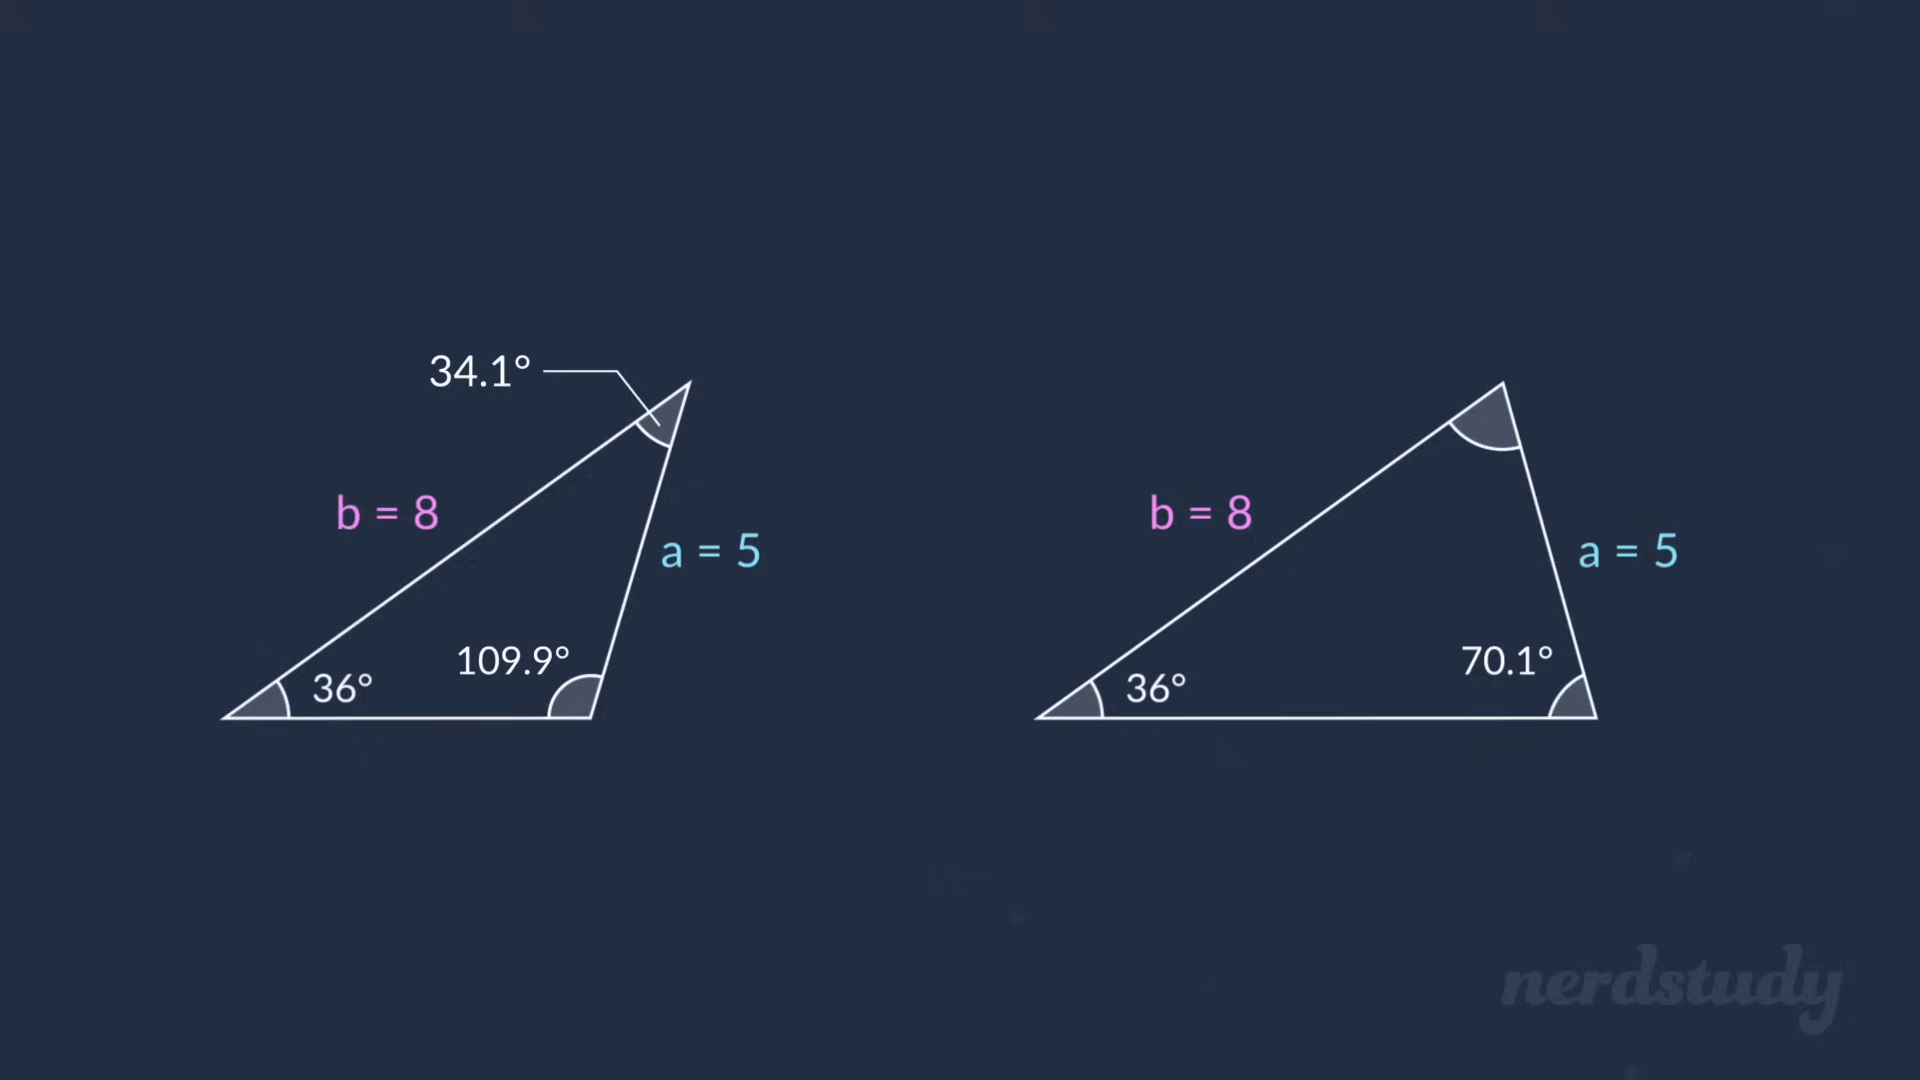 34.1°
b = 8
a = 5
109.9°
36°
b = 8
a = 5
70.1°
36°
nerdstudy